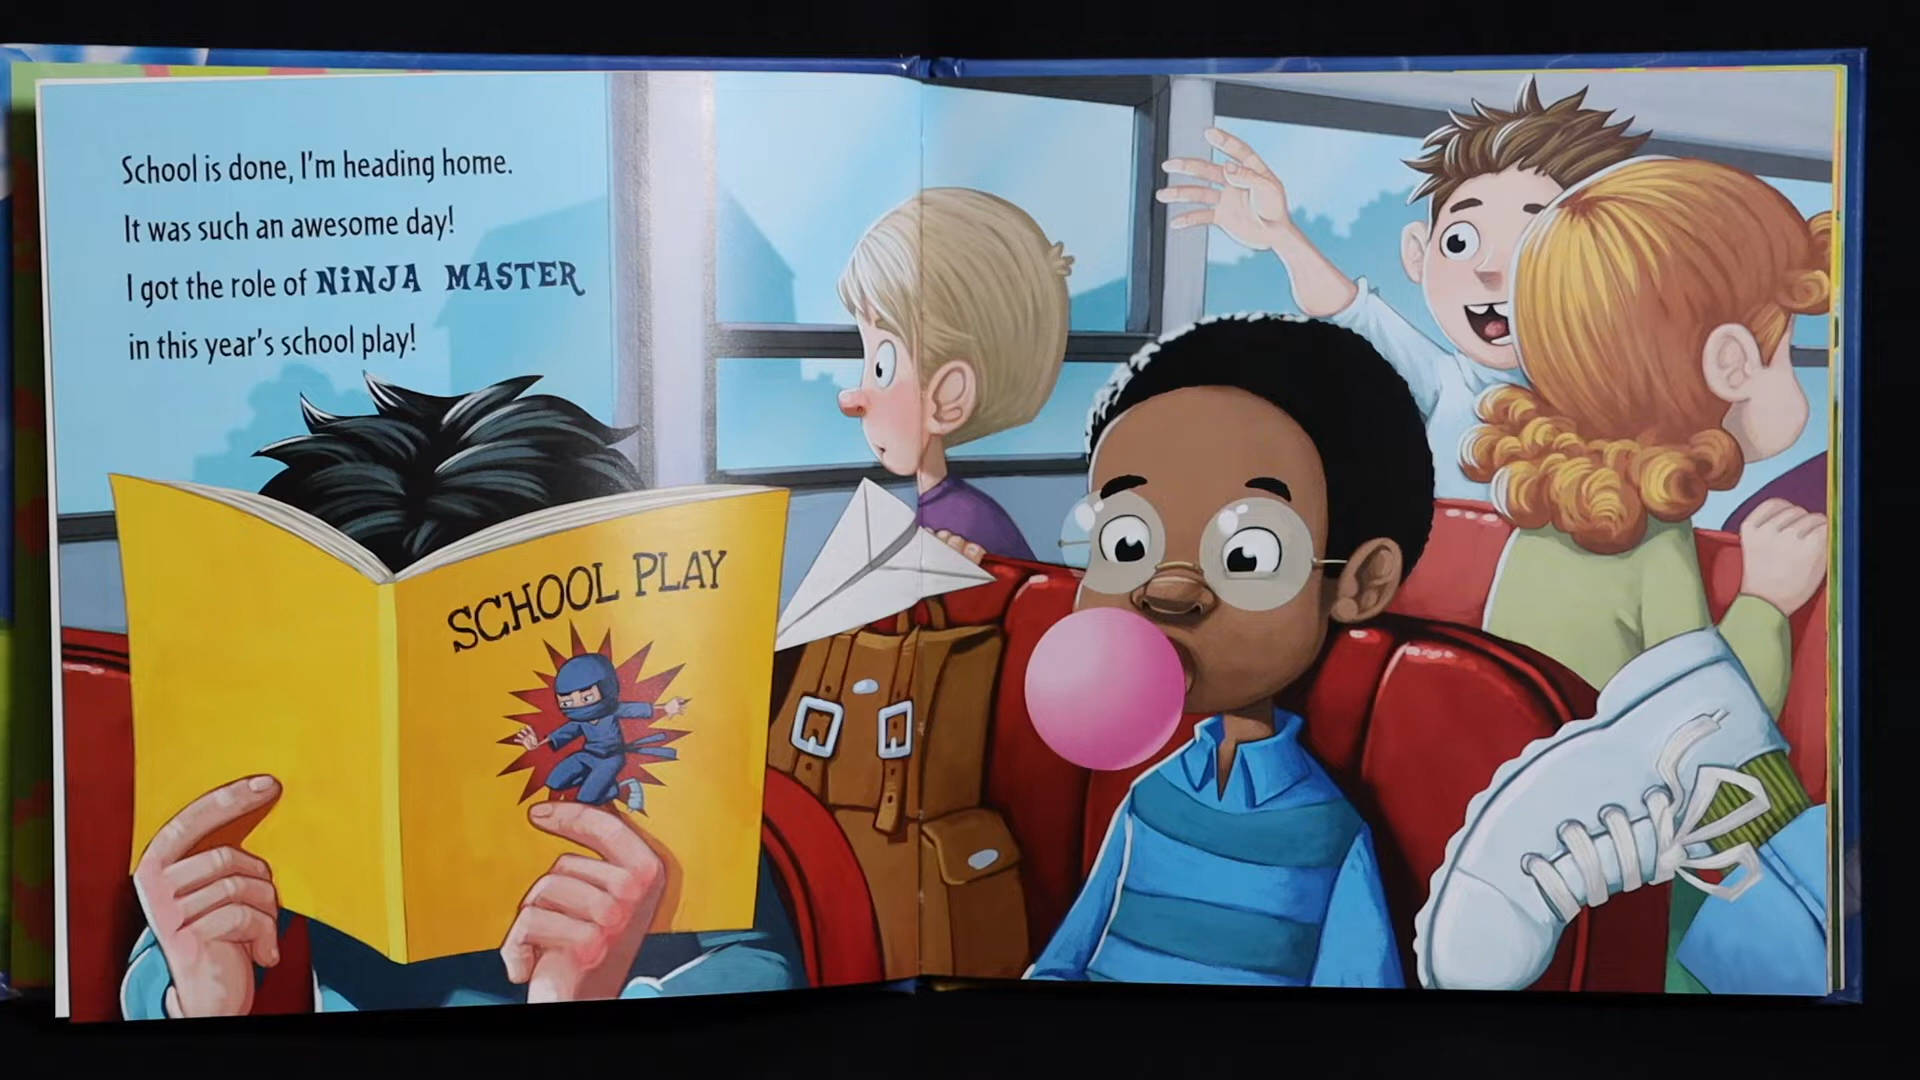 School is done, I'm heading home.
It was such an awesome day!
I got the role of NiNJA MASTER
in this year's school play!
SCHOOL PLAY